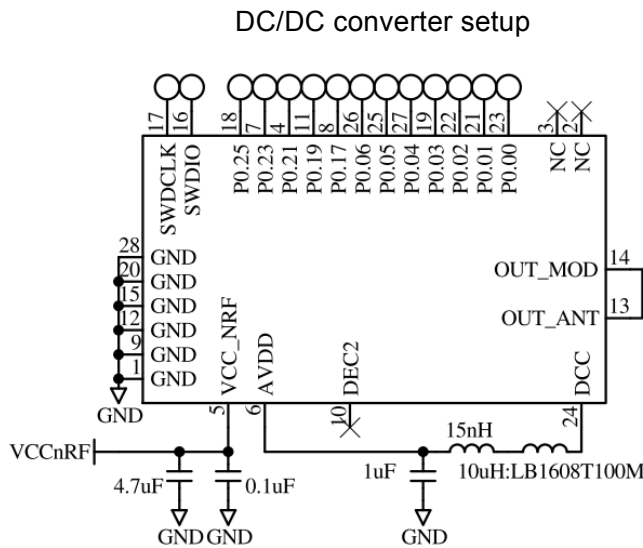 DC/DC converter setup
17 16 18 7 4 11 8 26 25 27 19 22 21 23 3 2
SWDCLK
SWDIO
P0.25
P0.23
P0.21
P0.19
P0.17
P0.06
P0.05
P0.04
P0.03
P0.02
P0.01
P0.00
NC
NC
28 GND
20 GND
15 GND
12 GND
9 GND
1 GND
OUT_MOD 14
OUT_ANT 13
VCC_NRF
AVDD
DEC2
DCC
GND
5 6 10 24
VCCnRF
15nH
4.7uF
0.1uF
1uF
10uH:LB1608T100M
GND GND GND